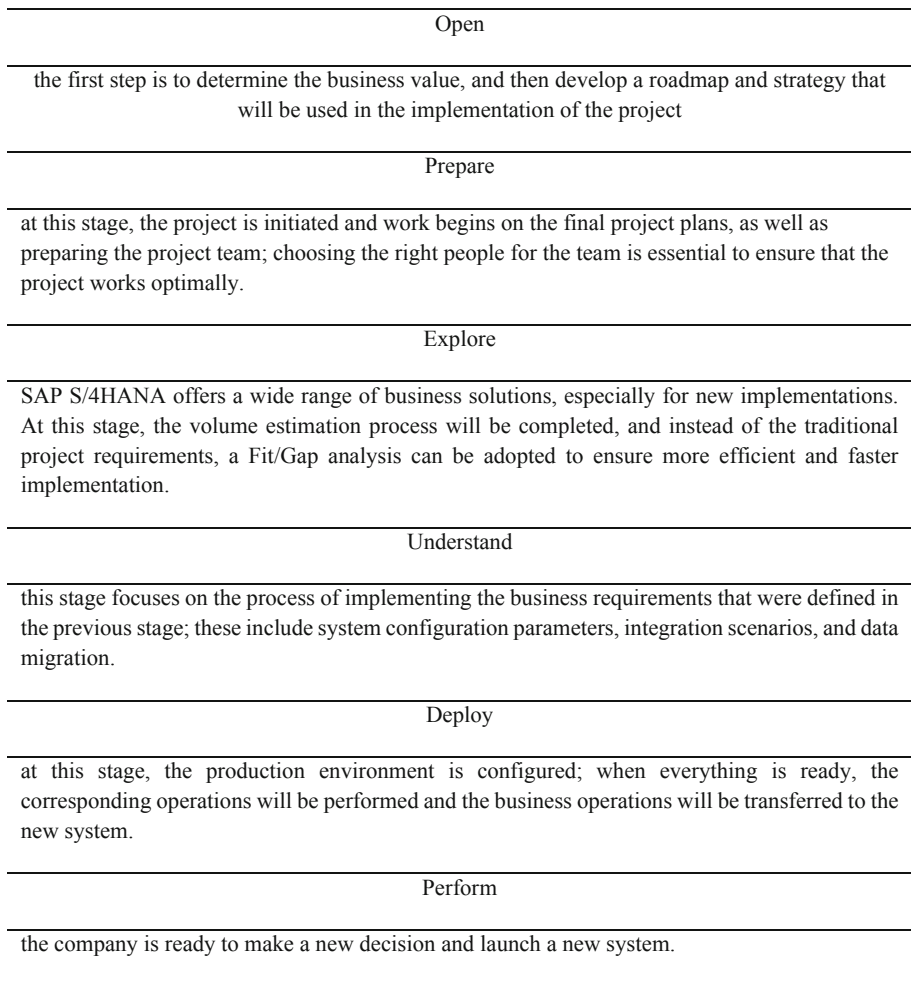 Open
the first step is to determine the business value, and then develop a roadmap and strategy that
will be used in the implementation of the project
Prepare
at this stage, the project is initiated and work begins on the final project plans, as well as
preparing the project team; choosing the right people for the team is essential to ensure that the
project works optimally.
Explore
SAP S/4HANA offers a wide range of business solutions, especially for new implementations.
At this stage, the volume estimation process will be completed, and instead of the traditional
project requirements, a Fit/Gap analysis can be adopted to ensure more efficient and faster
implementation.
Understand
this stage focuses on the process of implementing the business requirements that were defined in
the previous stage; these include system configuration parameters, integration scenarios, and data
migration.
Deploy
at this stage, the production environment is configured; when everything is ready, the
corresponding operations will be performed and the business operations will be transferred to the
new system.
Perform
the company is ready to make a new decision and launch a new system.